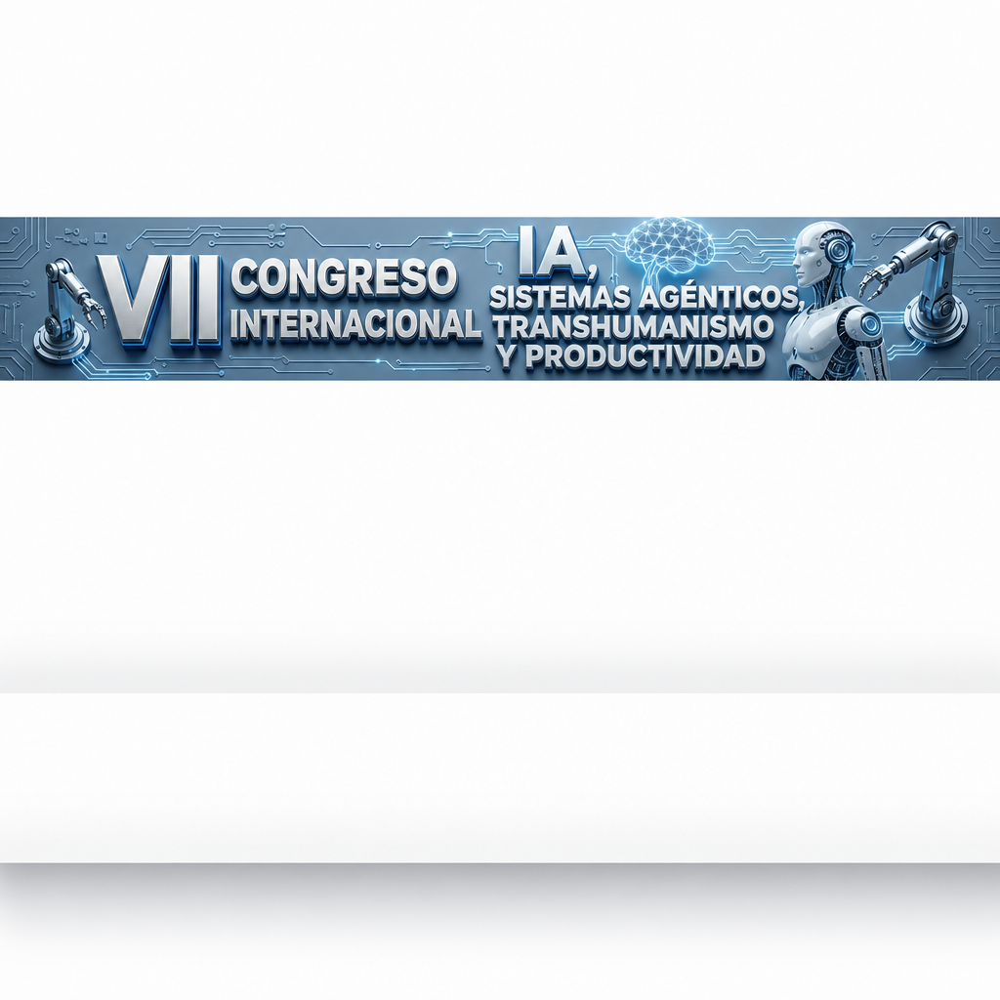 VII CONGRESO
INTERNACIONAL
IA,
SISTEMAS AGÉNTICOS,
TRANSHUMANISMO
Y PRODUCTIVIDAD